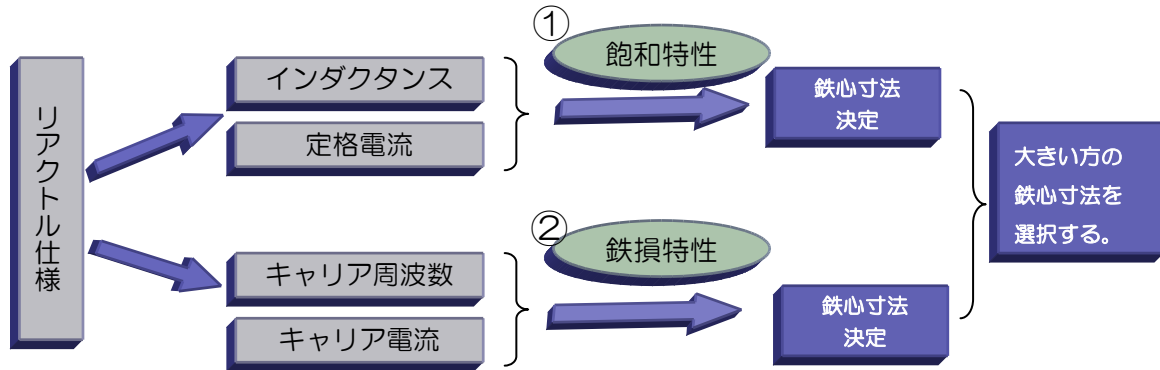 リアクトル仕様
①
インダクタンス
定格電流
飽和特性
鉄心寸法
決定
②
キャリア周波数
キャリア電流
鉄損特性
鉄心寸法
決定
大きい方の
鉄心寸法を
選択する。